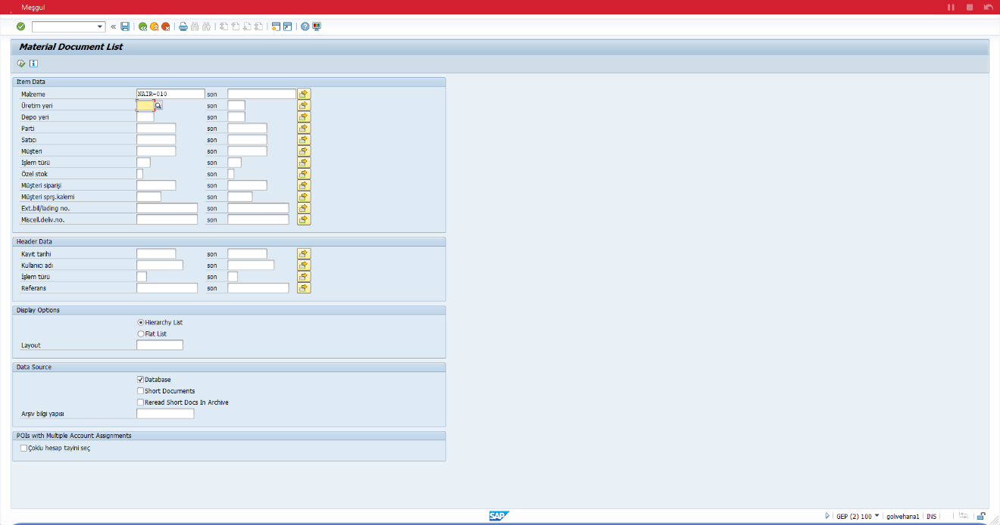 Meşgul
Material Document List
Item Data
Malzeme NAIR-010 son
Üretim yeri son
Depo yeri son
Parti son
Satıcı son
Müşteri son
İşlem türü son
Özel stok son
Müşteri siparişi son
Müşteri sprş.kalemi son
Ext.bil/lading no. son
Miscell.deliv.no. son
Header Data
Kayıt tarihi son
Kullanıcı adı son
İşlem türü son
Referans son
Display Options
Hierarchy List
Flat List
Layout
Data Source
Database
Short Documents
Reread Short Docs In Archive
Arşiv bilgi yapısı
POIs with Multiple Account Assignments
Çoklu hesap tayini seç
SAP GEP (2) 100 golivehana1 INS